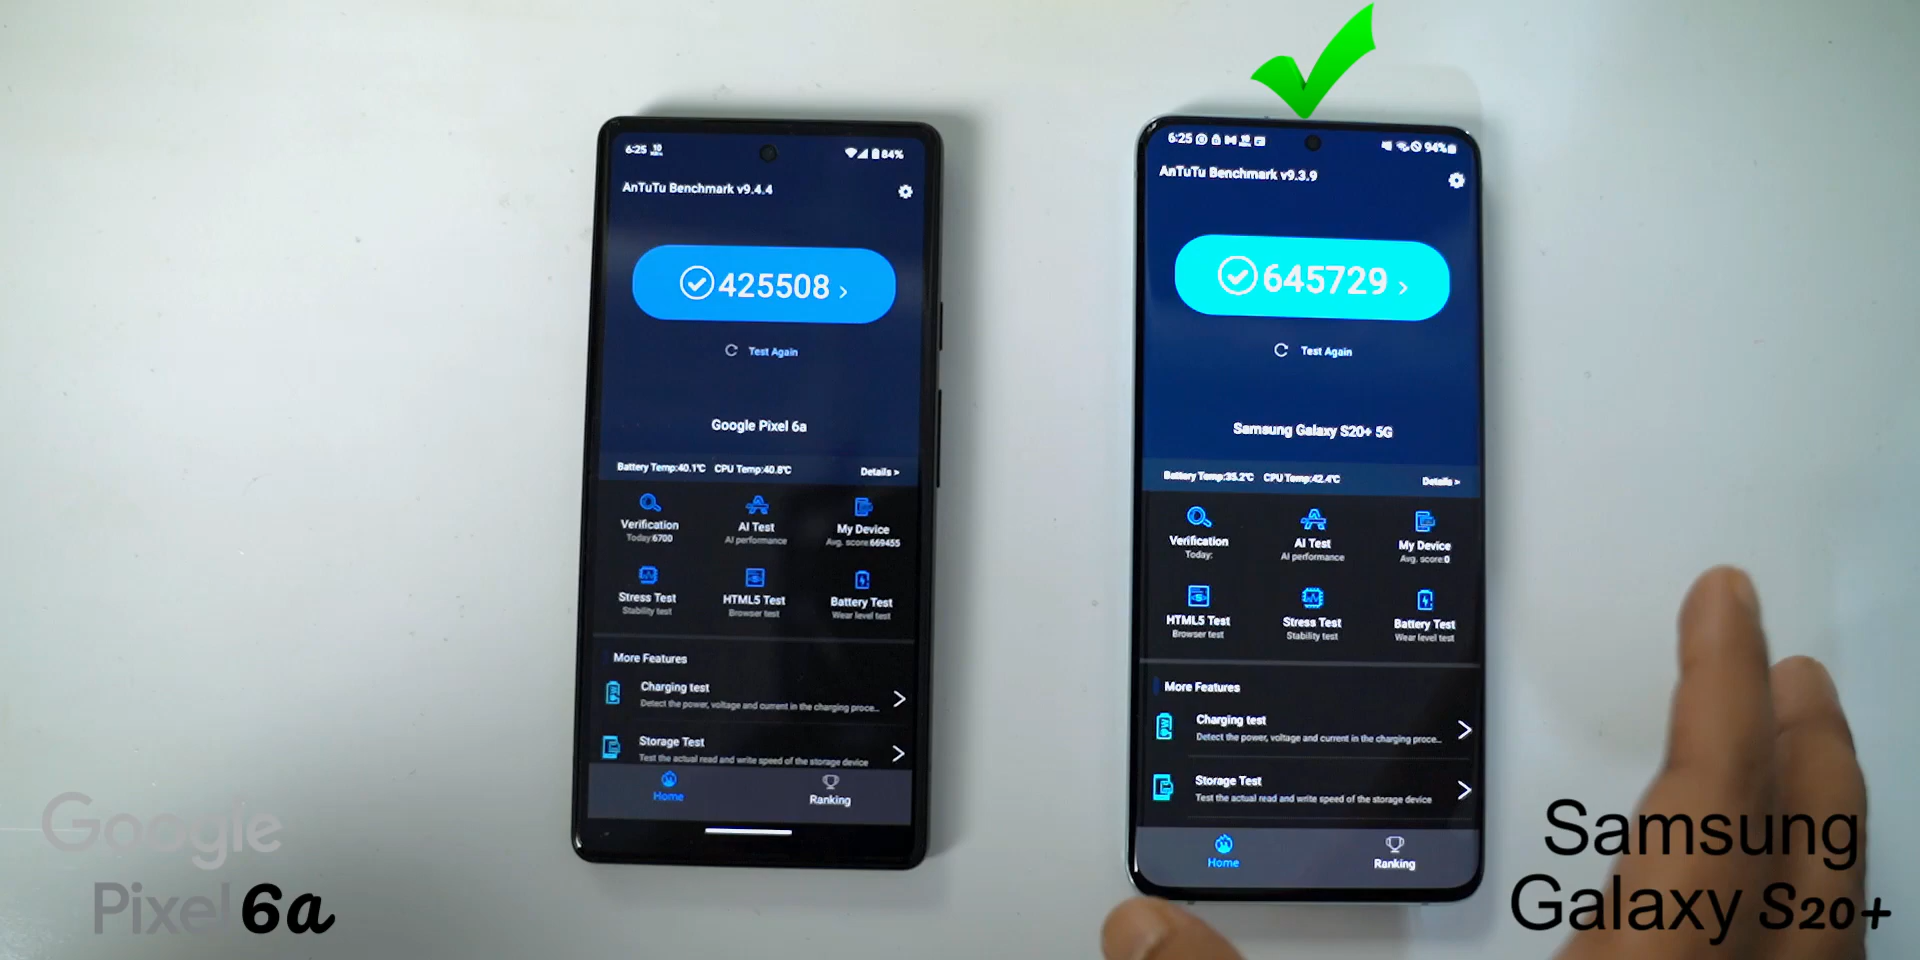 6:25
84%
AnTuTu Benchmark v9.4.4
425508
Test Again
Google Pixel 6a
Battery Temp:40.1℃ CPU Temp:40.8℃ Details >
Verification
Today:6700
AI Test
AI performance
My Device
Avg. score:669455
Stress Test
Stability test
HTML5 Test
Browser test
Battery Test
Wear level test
More Features
Charging test
Detect the power, voltage and current in the charging proce...
Storage Test
Test the actual read and write speed of the storage device
Home
Ranking
6:25
94%
AnTuTu Benchmark v9.3.9
645729
Test Again
Samsung Galaxy S20+ 5G
Battery Temp:35.2℃ CPU Temp:42.4℃ Details >
Verification
Today:
AI Test
AI performance
My Device
Avg. score:0
HTML5 Test
Browser test
Stress Test
Stability test
Battery Test
Wear level test
More Features
Charging test
Detect the power, voltage and current in the charging proce...
Storage Test
Test the actual read and write speed of the storage device
Home
Ranking
Google
Pixel 6a
Samsung
Galaxy S20+